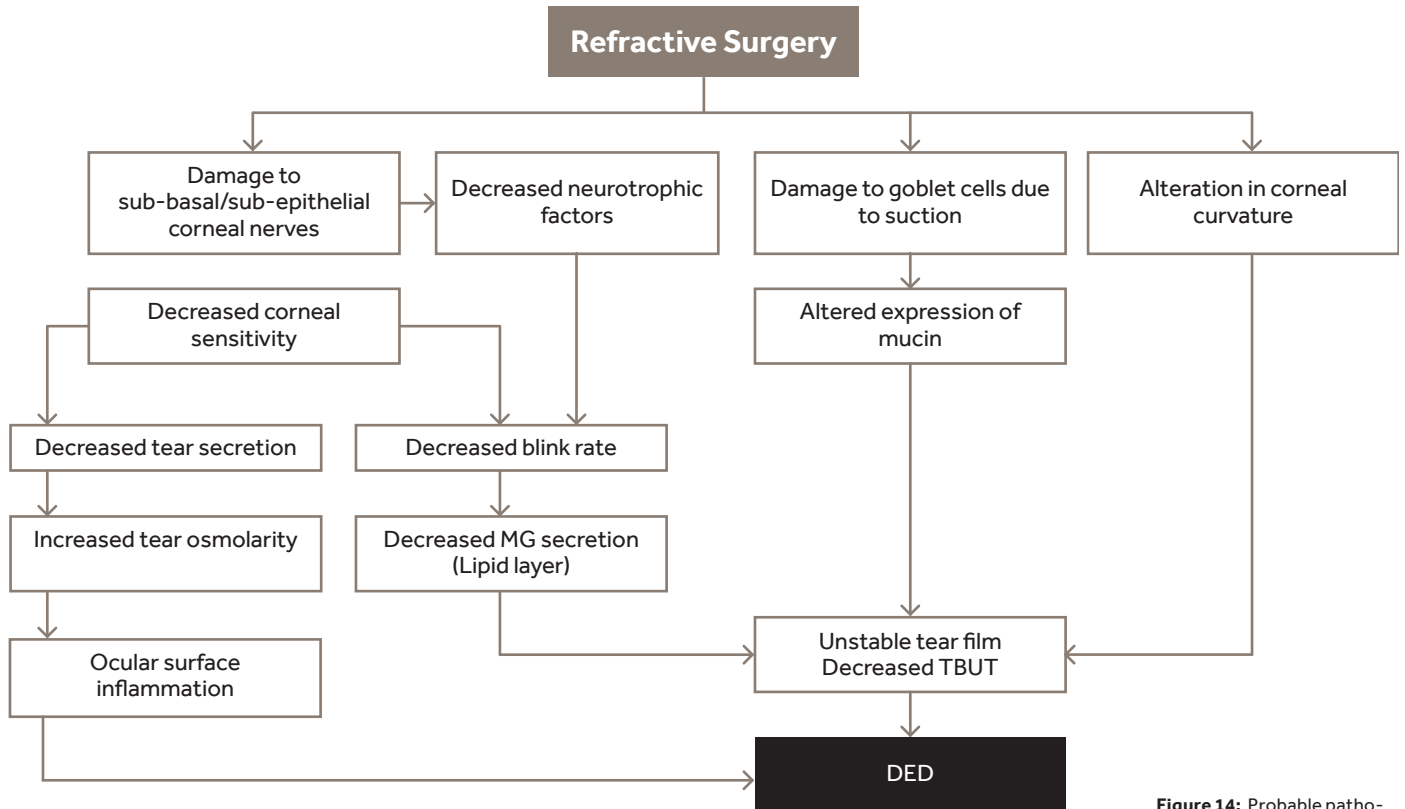 Refractive Surgery
Damage to
sub-basal/sub-epithelial
corneal nerves
Decreased neurotrophic
factors
Damage to goblet cells due
to suction
Alteration in corneal
curvature
Decreased corneal
sensitivity
Altered expression of
mucin
Decreased tear secretion
Decreased blink rate
Increased tear osmolarity
Decreased MG secretion
(Lipid layer)
Ocular surface
inflammation
Unstable tear film
Decreased TBUT
DED
Figure 14: Probable patho-